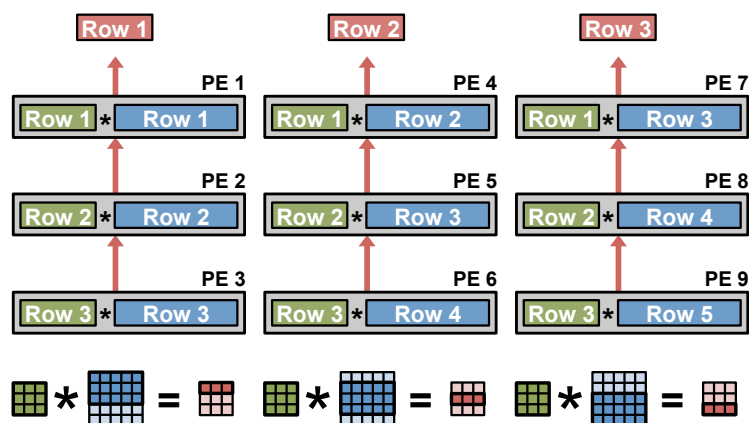 Row 1 Row 2 Row 3
PE 1 PE 4 PE 7
Row 1 * Row 1 Row 1 * Row 2 Row 1 * Row 3
PE 2 PE 5 PE 8
Row 2 * Row 2 Row 2 * Row 3 Row 2 * Row 4
PE 3 PE 6 PE 9
Row 3 * Row 3 Row 3 * Row 4 Row 3 * Row 5
* = * = * =